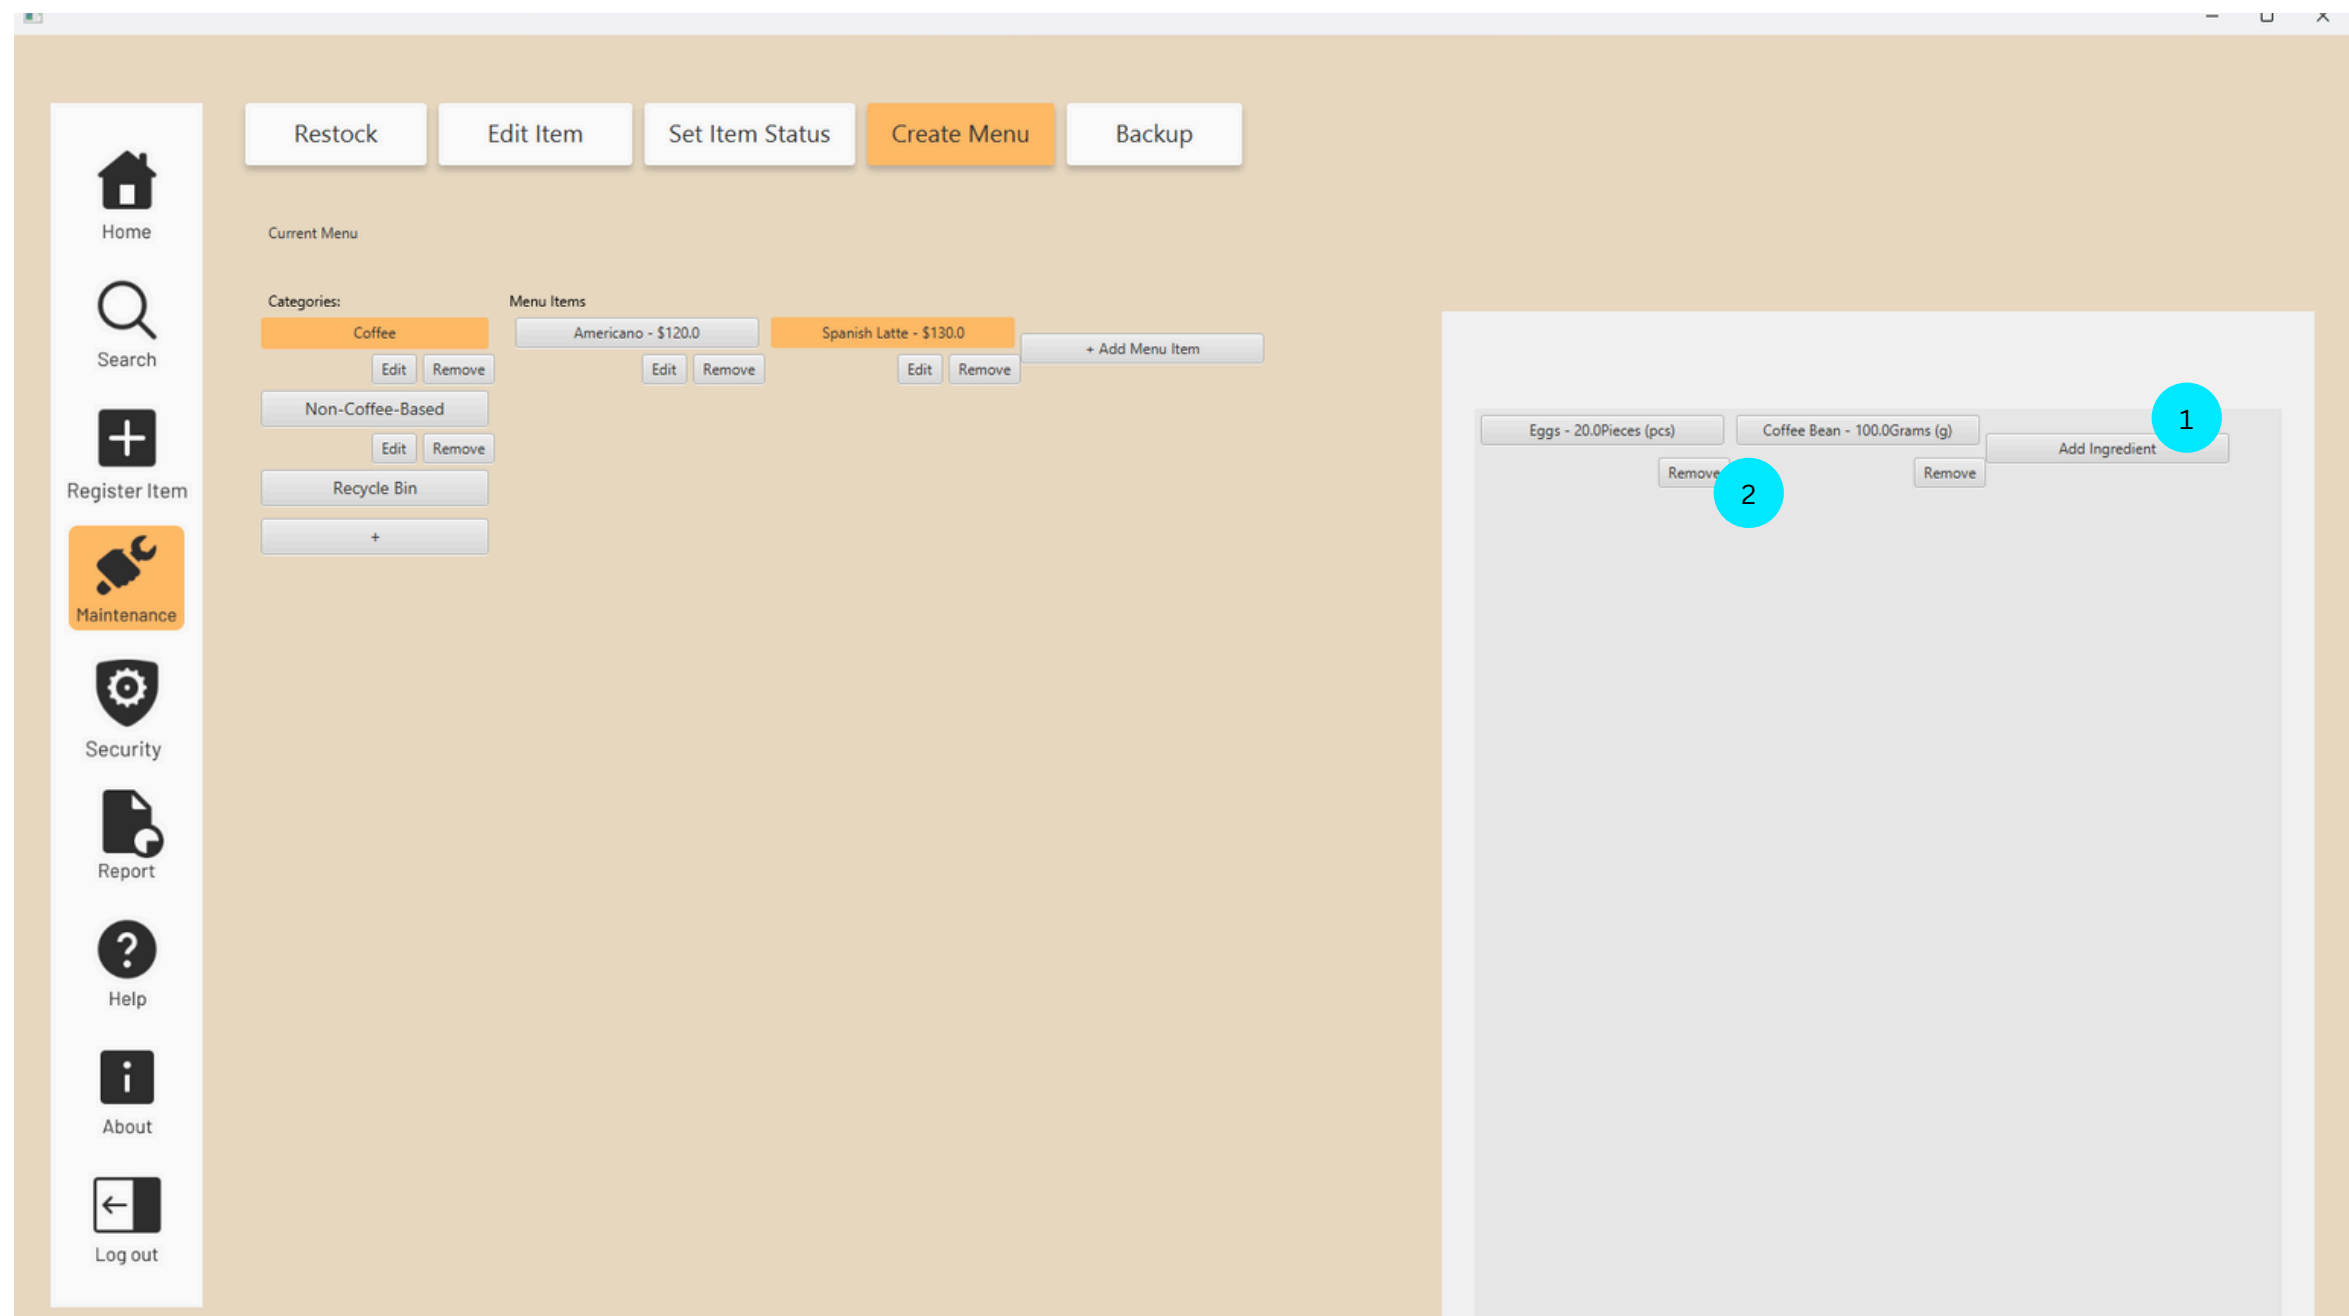 Restock
Edit Item
Set Item Status
Create Menu
Backup
Home
Search
Register Item
Maintenance
Security
Report
Help
About
Log out
Current Menu
Categories:
Coffee
Edit Remove
Non-Coffee-Based
Edit Remove
Recycle Bin
+
Menu Items
Americano - $120.0
Edit Remove
Spanish Latte - $130.0
Edit Remove
+ Add Menu Item
Eggs - 20.0Pieces (pcs)
Remove
2
Coffee Bean - 100.0Grams (g)
Remove
Add Ingredient
1